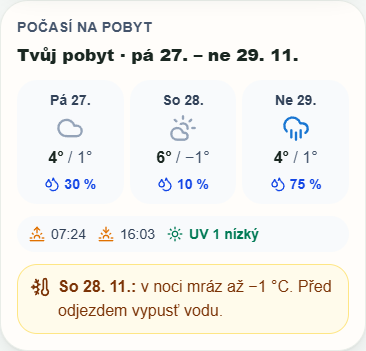 POČASÍ NA POBYT
Tvůj pobyt · pá 27. – ne 29. 11.
Pá 27.
4° / 1°
30 %
So 28.
6° / −1°
10 %
Ne 29.
4° / 1°
75 %
07:24 16:03 UV 1 nízký
So 28. 11.: v noci mráz až −1 °C. Před
odjezdem vypusť vodu.